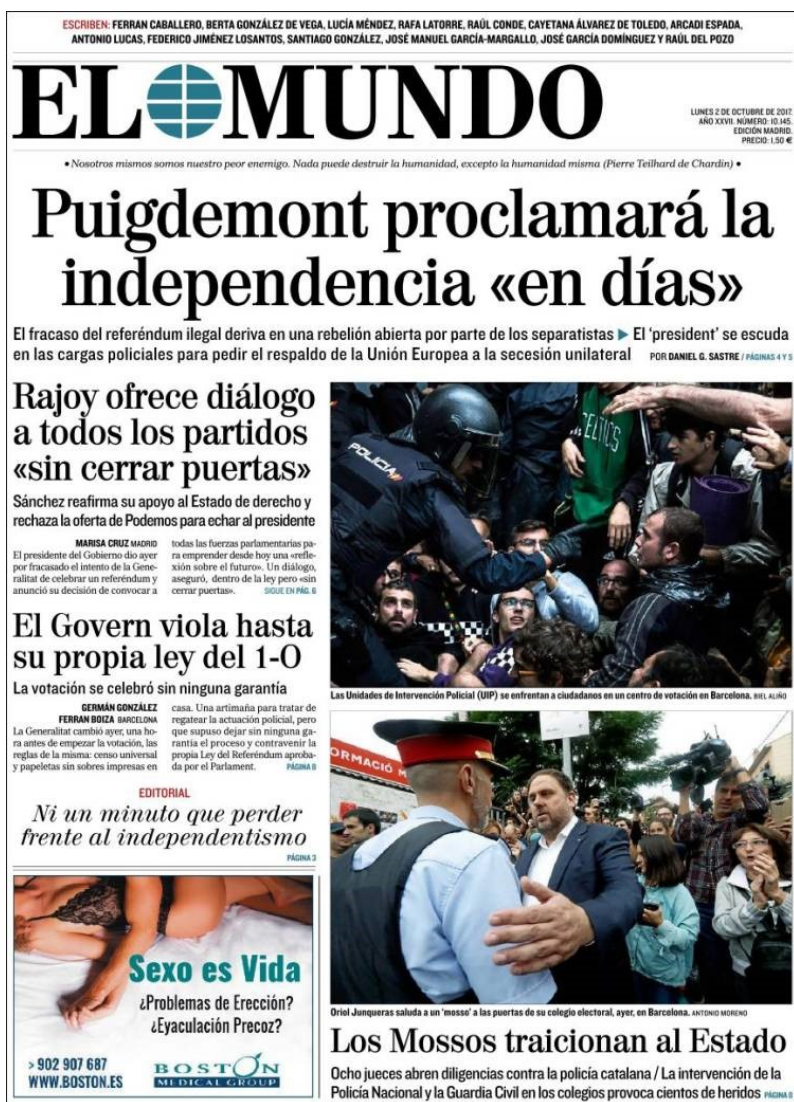 ESCRIBEN: FERRAN CABALLERO, BERTA GONZÁLEZ DE VEGA, LUCÍA MÉNDEZ, RAFA LATORRE, RAÚL CONDE, CAYETANA ÁLVAREZ DE TOLEDO, ARCADI ESPADA,
ANTONIO LUCAS, FEDERICO JIMÉNEZ LOSANTOS, SANTIAGO GONZÁLEZ, JOSÉ MANUEL GARCÍA-MARGALLO, JOSÉ GARCÍA DOMÍNGUEZ Y RAÚL DEL POZO
EL MUNDO
LUNES 2 DE OCTUBRE DE 2017.
AÑO XXVII. NÚMERO: 10.145.
EDICIÓN MADRID.
PRECIO: 1,50 €
• Nosotros mismos somos nuestro peor enemigo. Nada puede destruir la humanidad, excepto la humanidad misma (Pierre Teilhard de Chardin) •
Puigdemont proclamará la
independencia «en días»
El fracaso del referéndum ilegal deriva en una rebelión abierta por parte de los separatistas ▶ El ‘president’ se escuda
en las cargas policiales para pedir el respaldo de la Unión Europea a la secesión unilateral POR DANIEL G. SASTRE / PÁGINAS 4 Y 5
Rajoy ofrece diálogo
a todos los partidos
«sin cerrar puertas»
Sánchez reafirma su apoyo al Estado de derecho y
rechaza la oferta de Podemos para echar al presidente
MARISA CRUZ MADRID
El presidente del Gobierno dio ayer
por fracasado el intento de la Gene-
ralitat de celebrar un referéndum y
anunció su decisión de convocar a
todas las fuerzas parlamentarias pa-
ra emprender desde hoy una «refle-
xión sobre el futuro». Un diálogo,
aseguró, dentro de la ley pero «sin
cerrar puertas». SIGUE EN PÁG. 6
El Govern viola hasta
su propia ley del 1-O
La votación se celebró sin ninguna garantía
GERMÁN GONZÁLEZ
FERRAN BOIZA BARCELONA
La Generalitat cambió ayer, una ho-
ra antes de empezar la votación, las
reglas de la misma: censo universal
y papeletas sin sobres impresas en
casa. Una artimaña para tratar de
regatear la actuación policial, pero
que supuso dejar sin ninguna ga-
rantía el proceso y contravenir la
propia Ley del Referéndum aproba-
da por el Parlament. PÁGINA 8
EDITORIAL
Ni un minuto que perder
frente al independentismo
PÁGINA 3
Sexo es Vida
¿Problemas de Erección?
¿Eyaculación Precoz?
> 902 907 687
WWW.BOSTON.ES
BOSTON
MEDICAL GROUP
POLICIA
CELTICS
Las Unidades de Intervención Policial (UIP) se enfrentan a ciudadanos en un centro de votación en Barcelona. BIEL ALIÑO
FORMACIÓ M
Oriol Junqueras saluda a un ‘mosso’ a las puertas de su colegio electoral, ayer, en Barcelona. ANTONIO MORENO
Los Mossos traicionan al Estado
Ocho jueces abren diligencias contra la policía catalana / La intervención de la
Policía Nacional y la Guardia Civil en los colegios provoca cientos de heridos PÁGINA 8